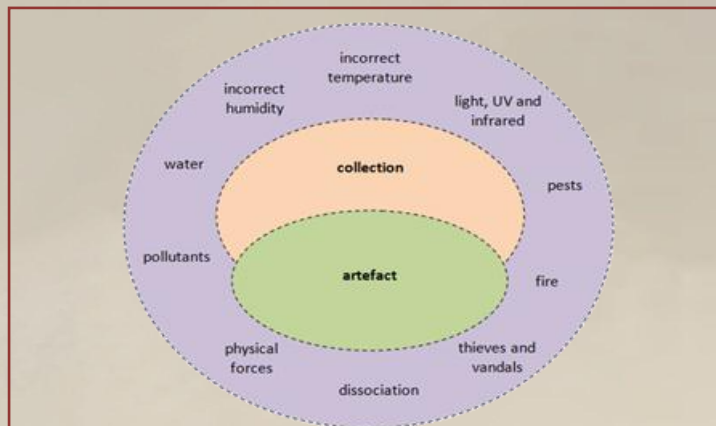 incorrect
temperature
incorrect
humidity
light, UV and
infrared
water
collection
pests
pollutants
artefact
fire
physical
forces
thieves and
vandals
dissociation